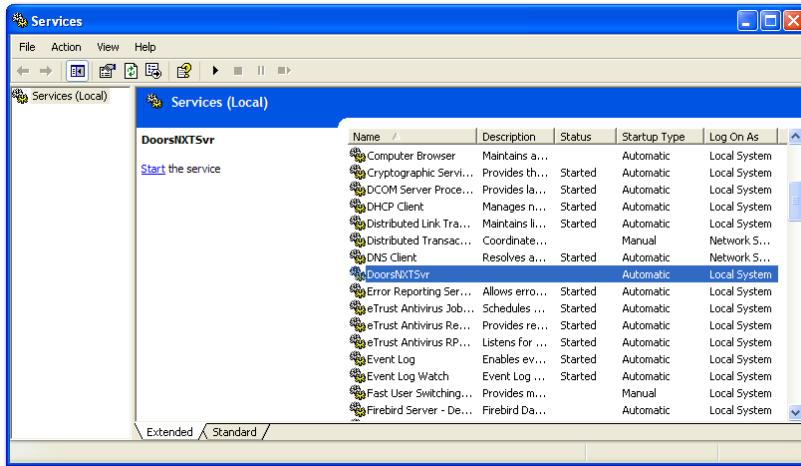 Services
File Action View Help
Services (Local)
Services (Local)
DoorsNXTSvr
Start the service
Name Description Status Startup Type Log On As
Computer Browser Maintains a... Automatic Local System
Cryptographic Servi... Provides th... Started Automatic Local System
DCOM Server Proce... Provides la... Started Automatic Local System
DHCP Client Manages n... Started Automatic Local System
Distributed Link Tra... Maintains li... Started Automatic Local System
Distributed Transac... Coordinate... Manual Network S...
DNS Client Resolves a... Started Automatic Network S...
DoorsNXTSvr Automatic Local System
Error Reporting Ser... Allows erro... Started Automatic Local System
eTrust Antivirus Job... Schedules ... Started Automatic Local System
eTrust Antivirus Re... Provides re... Started Automatic Local System
eTrust Antivirus RP... Listens for ... Started Automatic Local System
Event Log Enables ev... Started Automatic Local System
Event Log Watch Event Log ... Started Automatic Local System
Fast User Switching... Provides m... Manual Local System
Firebird Server - De... Firebird Da... Automatic Local System
Extended Standard